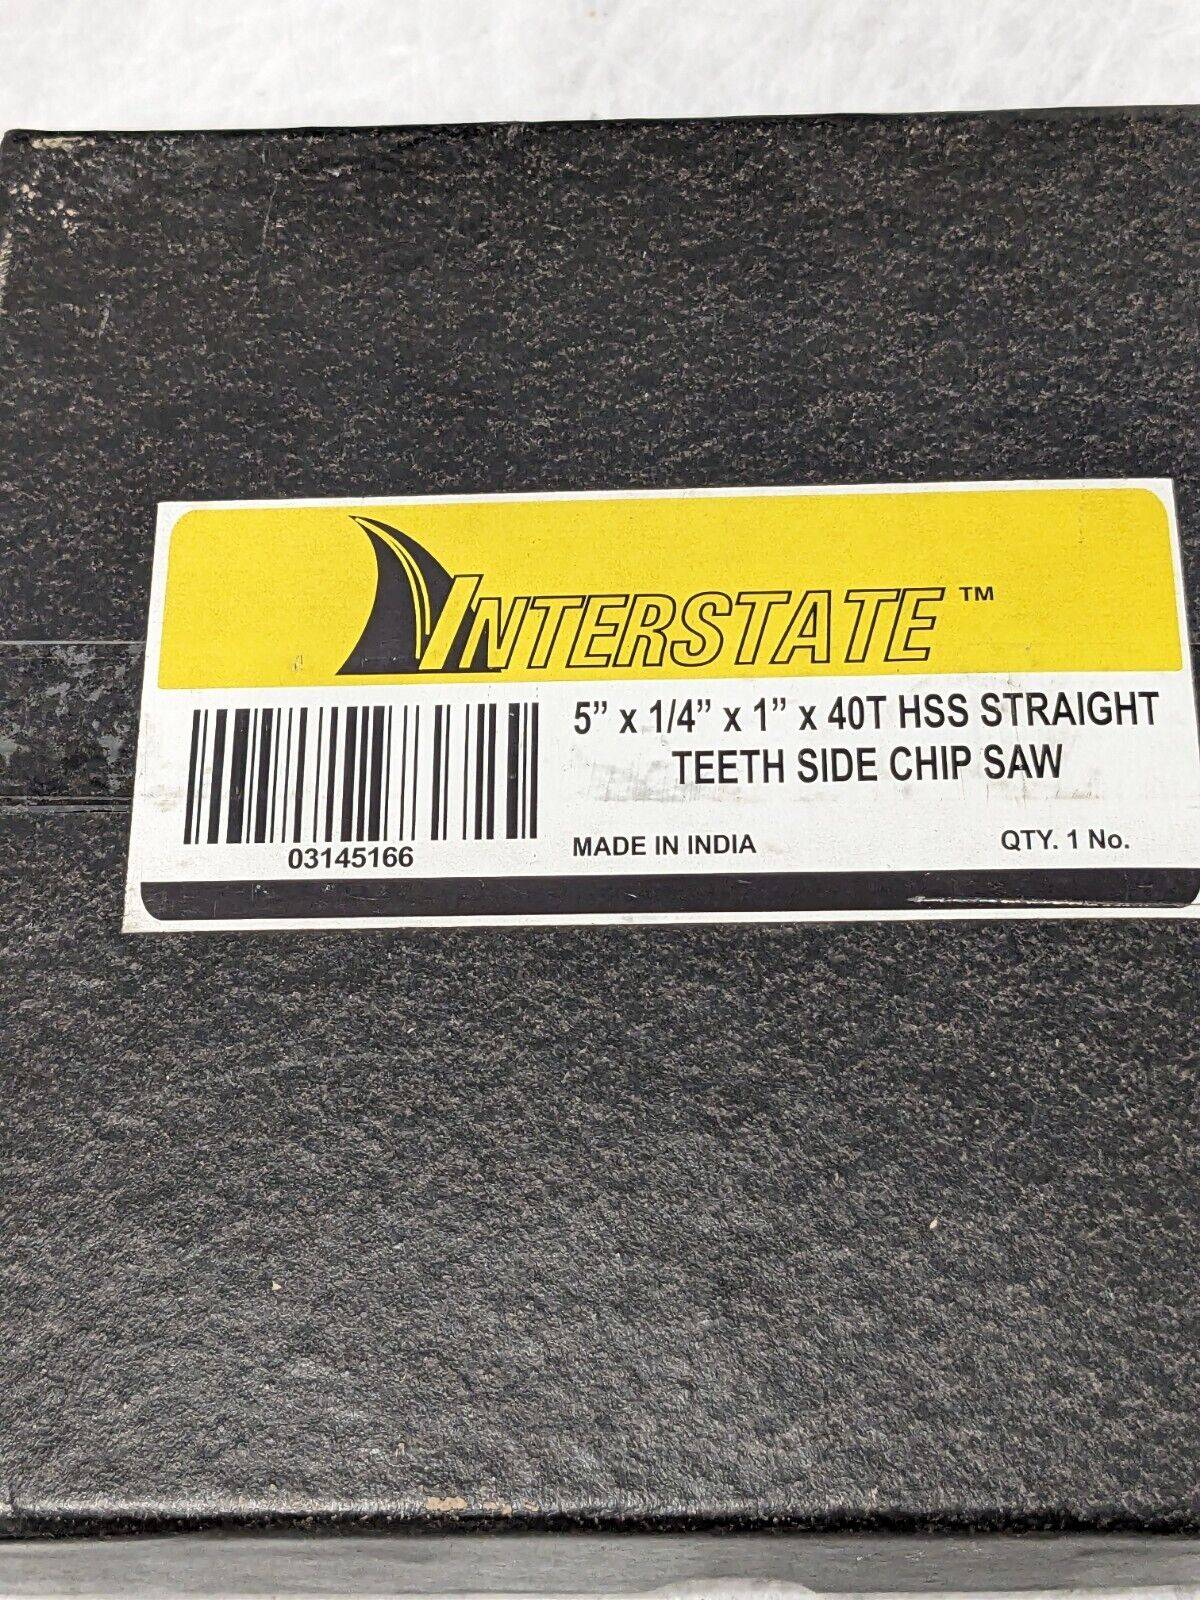 INTERSTATE™
5” x 1/4” x 1” x 40T HSS STRAIGHT
TEETH SIDE CHIP SAW
03145166
MADE IN INDIA
QTY. 1 No.